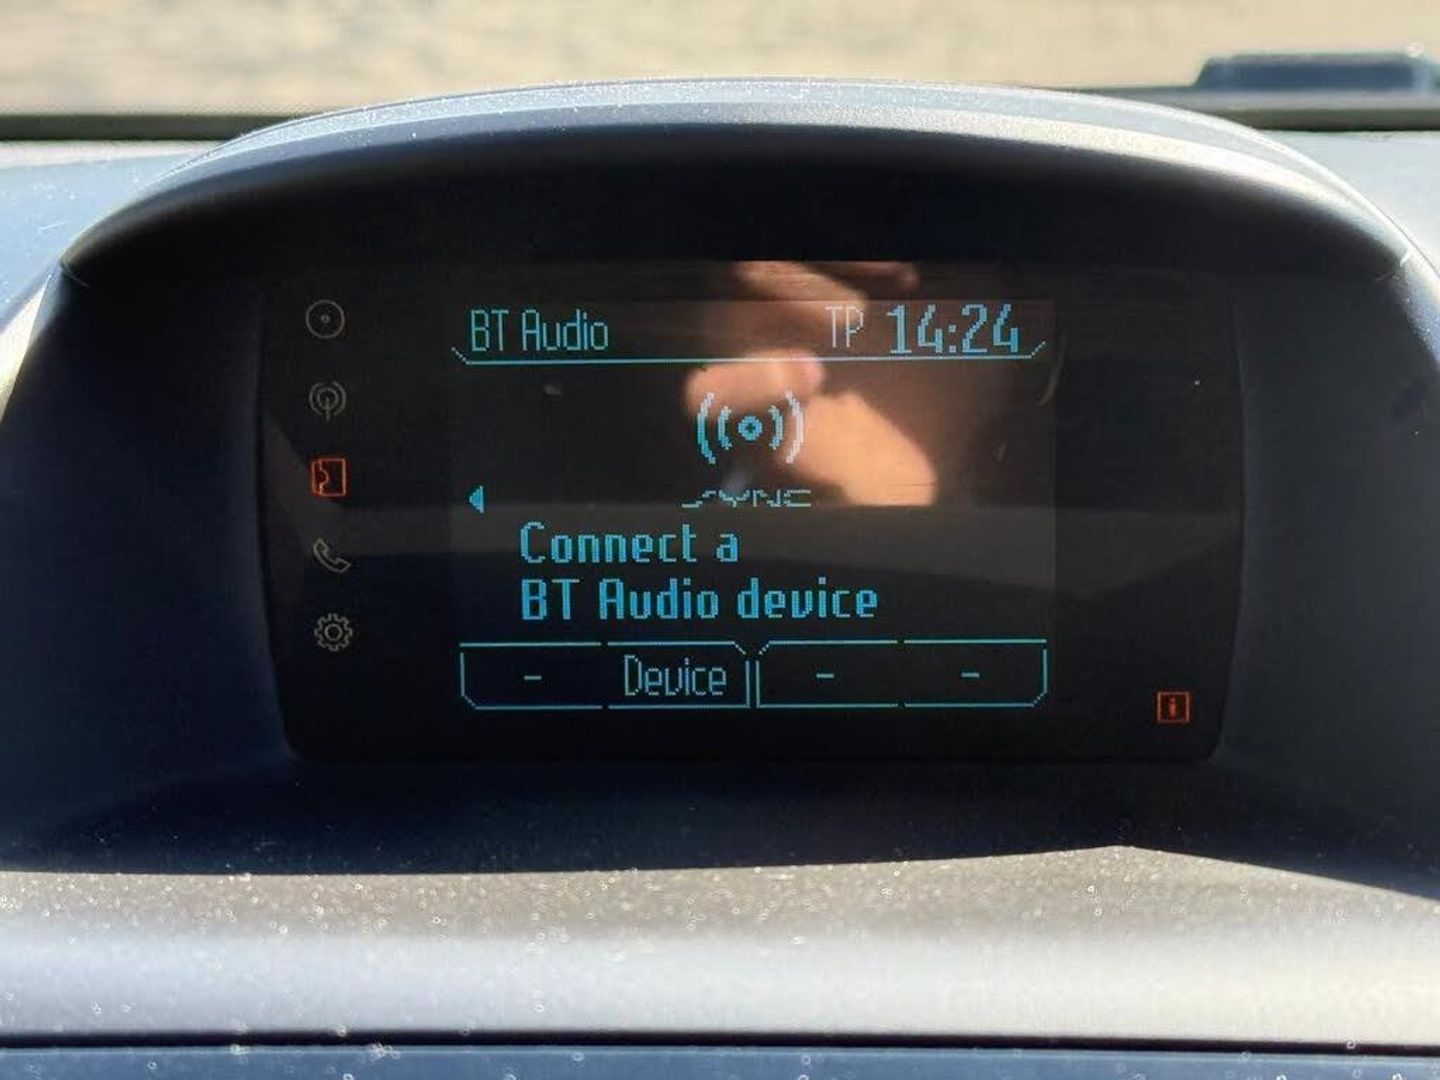 BT Audio TP 14:24
SYNC
Connect a
BT Audio device
- Device - -
i